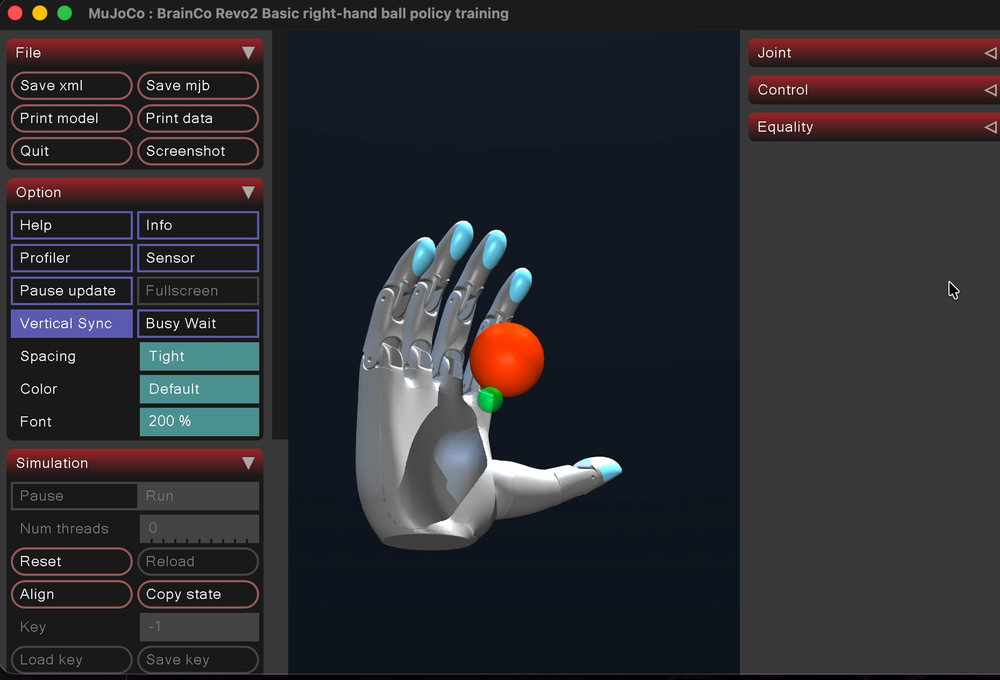 MuJoCo : BrainCo Revo2 Basic right-hand ball policy training
File
Save xml Save mjb
Print model Print data
Quit Screenshot
Option
Help Info
Profiler Sensor
Pause update Fullscreen
Vertical Sync Busy Wait
Spacing Tight
Color Default
Font 200 %
Simulation
Pause Run
Num threads 0
Reset Reload
Align Copy state
Key -1
Load key Save key
Joint
Control
Equality